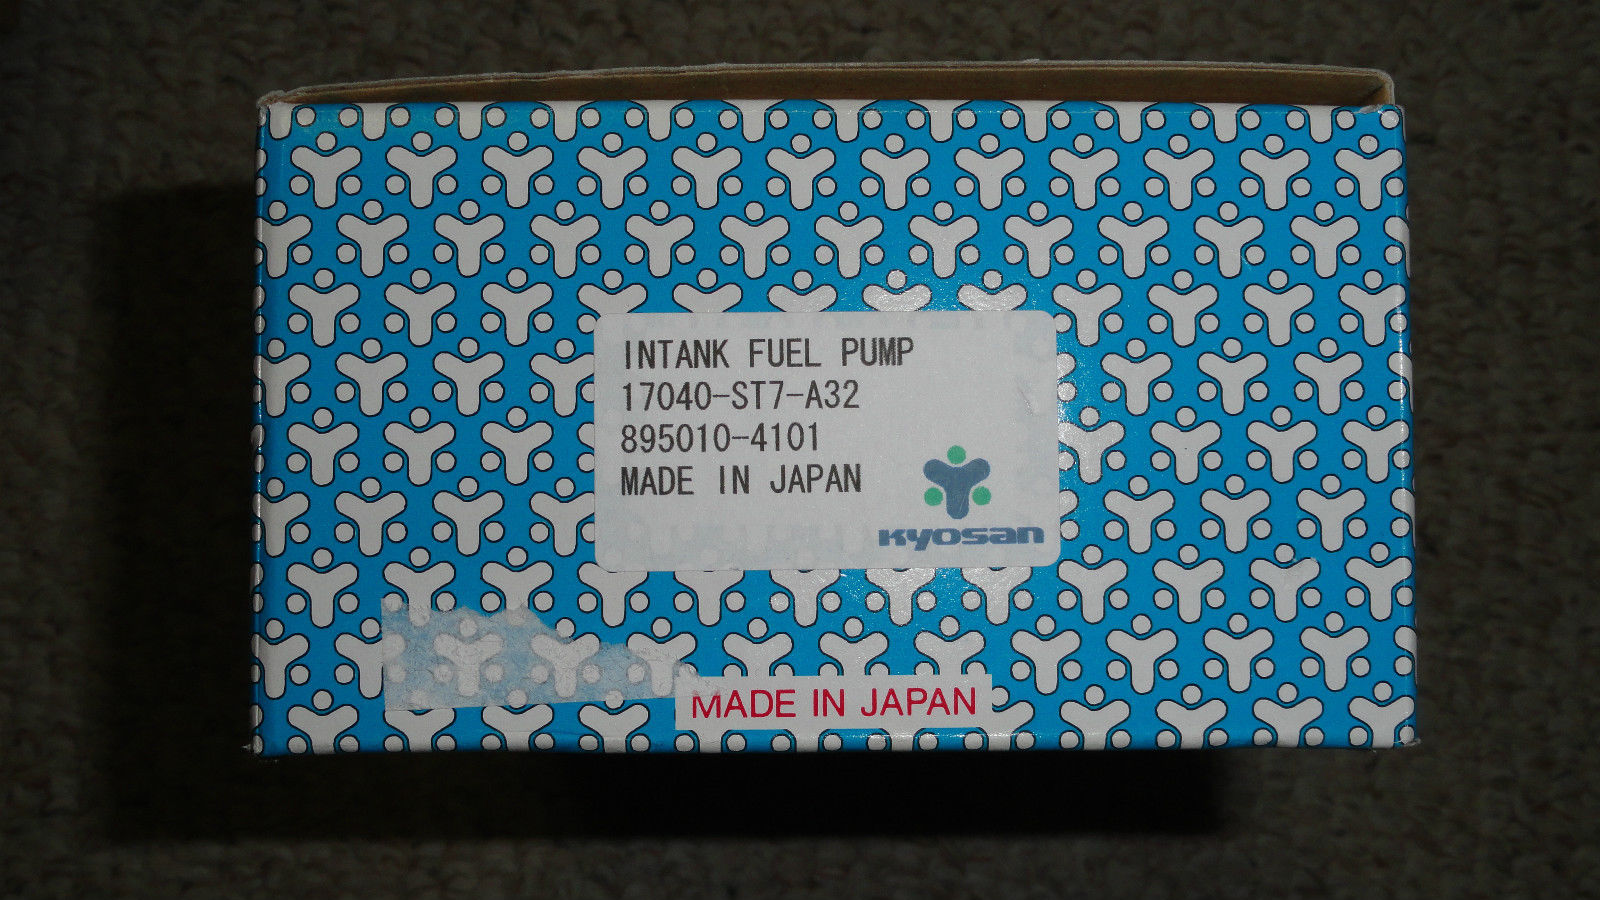 INTANK FUEL PUMP
17040-ST7-A32
895010-4101
MADE IN JAPAN
KYOSAN
MADE IN JAPAN